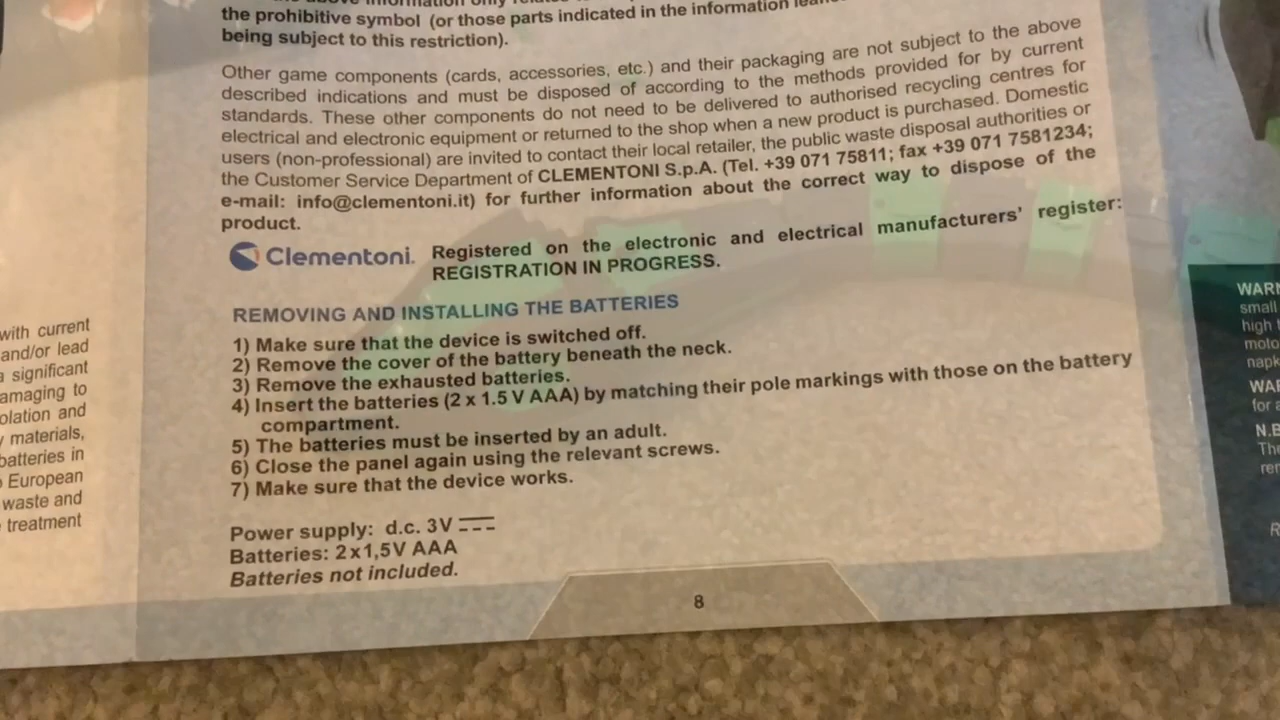 the prohibitive symbol (or those parts indicated in the information
being subject to this restriction).
Other game components (cards, accessories, etc.) and their packaging are not subject to the above
described indications and must be disposed of according to the methods provided for by current
standards. These other components do not need to be delivered to authorised recycling centres for
electrical and electronic equipment or returned to the shop when a new product is purchased. Domestic
users (non-professional) are invited to contact their local retailer, the public waste disposal authorities or
the Customer Service Department of CLEMENTONI S.p.A. (Tel. +39 071 75811; fax +39 071 7581234;
e-mail: info@clementoni.it) for further information about the correct way to dispose of the
product.
Clementoni.
Registered on the electronic and electrical manufacturers' register:
REGISTRATION IN PROGRESS.
REMOVING AND INSTALLING THE BATTERIES
1) Make sure that the device is switched off.
2) Remove the cover of the battery beneath the neck.
3) Remove the exhausted batteries.
4) Insert the batteries (2 x 1.5 V AAA) by matching their pole markings with those on the battery
compartment.
5) The batteries must be inserted by an adult.
6) Close the panel again using the relevant screws.
7) Make sure that the device works.
Power supply: d.c. 3V
Batteries: 2x1,5V AAA
Batteries not included.
8
with current
and/or lead
a significant
to
and
materials,
batteries in
European
waste and
treatment
small
high
for
N.B
The